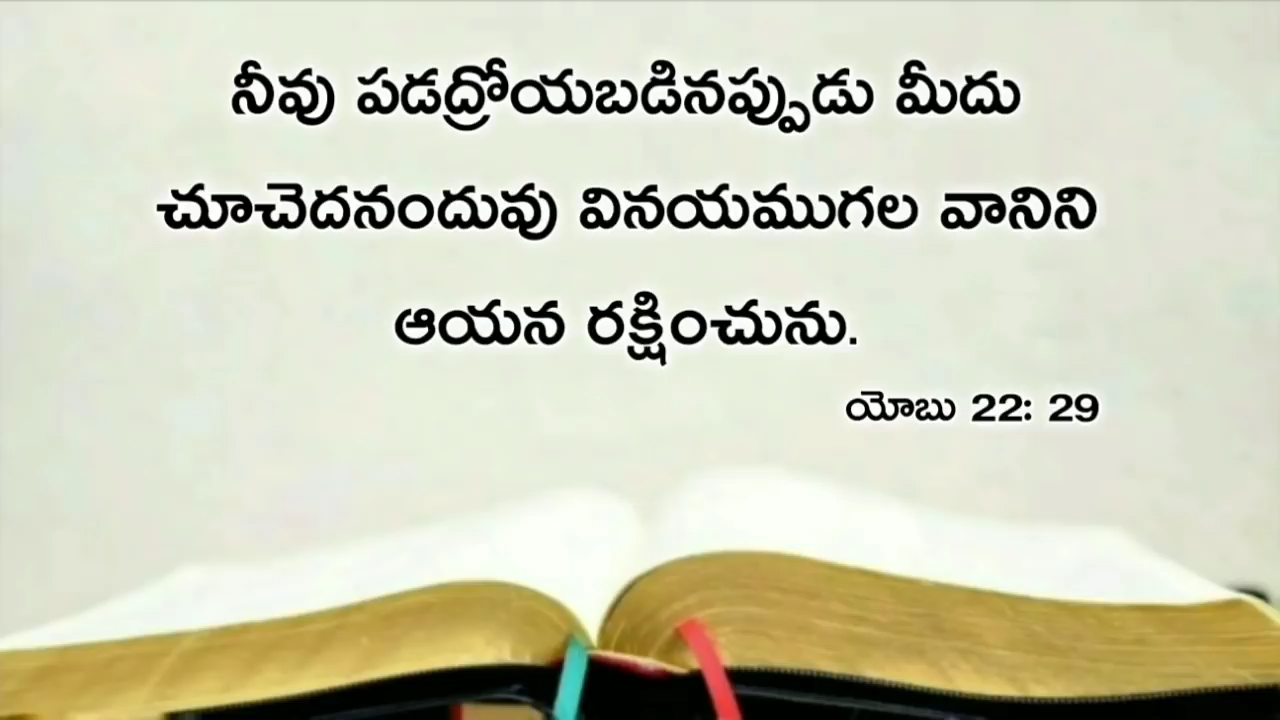 నీవు పడద్రోయబడినప్పుడు మీదు
చూచెదనందువు వినయముగల వానిని
ఆయన రక్షించును.
యోబు 22: 29